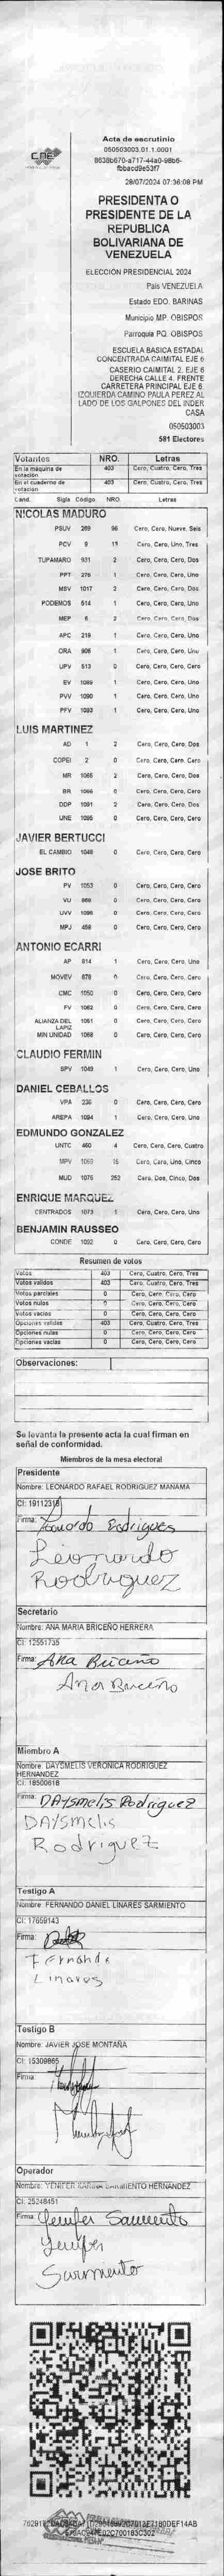 CNE
Acta de escrutinio
050503003.01.1.0001
8638b670-a717-44a0-98b6-
fbbacd9e53f7
28/07/2024 07:36:08 PM
PRESIDENTA O
PRESIDENTE DE LA
REPUBLICA
BOLIVARIANA DE
VENEZUELA
ELECCIÓN PRESIDENCIAL 2024
País VENEZUELA
Estado EDO. BARINAS
Municipio MP. OBISPOS
Parroquia PQ. OBISPOS
ESCUELA BASICA ESTADAL
CONCENTRADA CAIMITAL EJE 6
CASERIO CAIMITAL 2. EJE 6
DERECHA CALLE 4. FRENTE
CARRETERA PRINCIPAL EJE 6.
IZQUIERDA CAMINO PAULA PEREZ AL
LADO DE LOS GALPONES DEL INDER
CASA
050503003
581 Electores
Votantes NRO. Letras
En la máquina de votación 403 Cero, Cuatro, Cero, Tres
En el cuaderno de votación 403 Cero, Cuatro, Cero, Tres
Cand. Sigla Código NRO. Letras
NICOLAS MADURO
PSUV 269 96 Cero, Cero, Nueve, Seis
PCV 9 13 Cero, Cero, Uno, Tres
TUPAMARO 931 2 Cero, Cero, Cero, Dos
PPT 276 1 Cero, Cero, Cero, Uno
MSV 1017 2 Cero, Cero, Cero, Dos
PODEMOS 514 1 Cero, Cero, Cero, Uno
MEP 6 2 Cero, Cero, Cero, Dos
APC 219 1 Cero, Cero, Cero, Uno
ORA 906 1 Cero, Cero, Cero, Uno
UPV 513 0 Cero, Cero, Cero, Cero
EV 1089 1 Cero, Cero, Cero, Uno
PVV 1090 1 Cero, Cero, Cero, Uno
PFV 1093 1 Cero, Cero, Cero, Uno
LUIS MARTINEZ
AD 1 2 Cero, Cero, Cero, Dos
COPEI 2 0 Cero, Cero, Cero, Cero
MR 1065 2 Cero, Cero, Cero, Dos
BR 1066 0 Cero, Cero, Cero, Cero
DDP 1091 2 Cero, Cero, Cero, Dos
UNE 1095 0 Cero, Cero, Cero, Cero
JAVIER BERTUCCI
EL CAMBIO 1048 0 Cero, Cero, Cero, Cero
JOSE BRITO
PV 1053 0 Cero, Cero, Cero, Cero
VU 869 0 Cero, Cero, Cero, Cero
UVV 1096 0 Cero, Cero, Cero, Cero
MPJ 458 0 Cero, Cero, Cero, Cero
ANTONIO ECARRI
AP 814 1 Cero, Cero, Cero, Uno
MOVEV 878 0 Cero, Cero, Cero, Cero
CMC 1050 0 Cero, Cero, Cero, Cero
FV 1062 0 Cero, Cero, Cero, Cero
ALIANZA DEL LAPIZ 1051 0 Cero, Cero, Cero, Cero
MIN UNIDAD 1068 0 Cero, Cero, Cero, Cero
CLAUDIO FERMIN
SPV 1049 1 Cero, Cero, Cero, Uno
DANIEL CEBALLOS
VPA 236 0 Cero, Cero, Cero, Cero
AREPA 1094 1 Cero, Cero, Cero, Uno
EDMUNDO GONZALEZ
UNTC 460 4 Cero, Cero, Cero, Cuatro
MPV 1069 15 Cero, Cero, Uno, Cinco
MUD 1076 252 Cero, Dos, Cinco, Dos
ENRIQUE MARQUEZ
CENTRADOS 1073 1 Cero, Cero, Cero, Uno
BENJAMIN RAUSSEO
CONDE 1092 0 Cero, Cero, Cero, Cero
Resumen de votos
Votos 403 Cero, Cuatro, Cero, Tres
Votos validos 403 Cero, Cuatro, Cero, Tres
Votos parciales 0 Cero, Cero, Cero, Cero
Votos nulos 0 Cero, Cero, Cero, Cero
Votos vacíos 0 Cero, Cero, Cero, Cero
Opciones validas 403 Cero, Cuatro, Cero, Tres
Opciones nulas 0 Cero, Cero, Cero, Cero
Opciones vacías 0 Cero, Cero, Cero, Cero
Observaciones:
Se levanta la presente acta la cual firman en
señal de conformidad.
Miembros de la mesa electoral
Presidente
Nombre: LEONARDO RAFAEL RODRIGUEZ MANAMA
CI: 19112318
Firma: Leonardo Rodrigues
Leonardo
Rodriguez
Secretario
Nombre: ANA MARIA BRICEÑO HERRERA
CI: 12551735
Firma: Ana Briceño
Ana Briceño
Miembro A
Nombre: DAYSMELIS VERONICA RODRIGUEZ
HERNANDEZ
CI: 18500618
Firma: DAYSmelis Rodriguez
DAYSmelis
Rodriguez
Testigo A
Nombre: FERNANDO DANIEL LINARES SARMIENTO
CI: 17659143
Firma:
Fernando
Linares
Testigo B
Nombre: JAVIER JOSE MONTAÑA
CI: 15309865
Firma:
Operador
Nombre: YENIFER KARINA SARMIENTO HERNANDEZ
CI: 25248451
Firma: Yenifer Sarmiento
Yenifer
Sarmiento